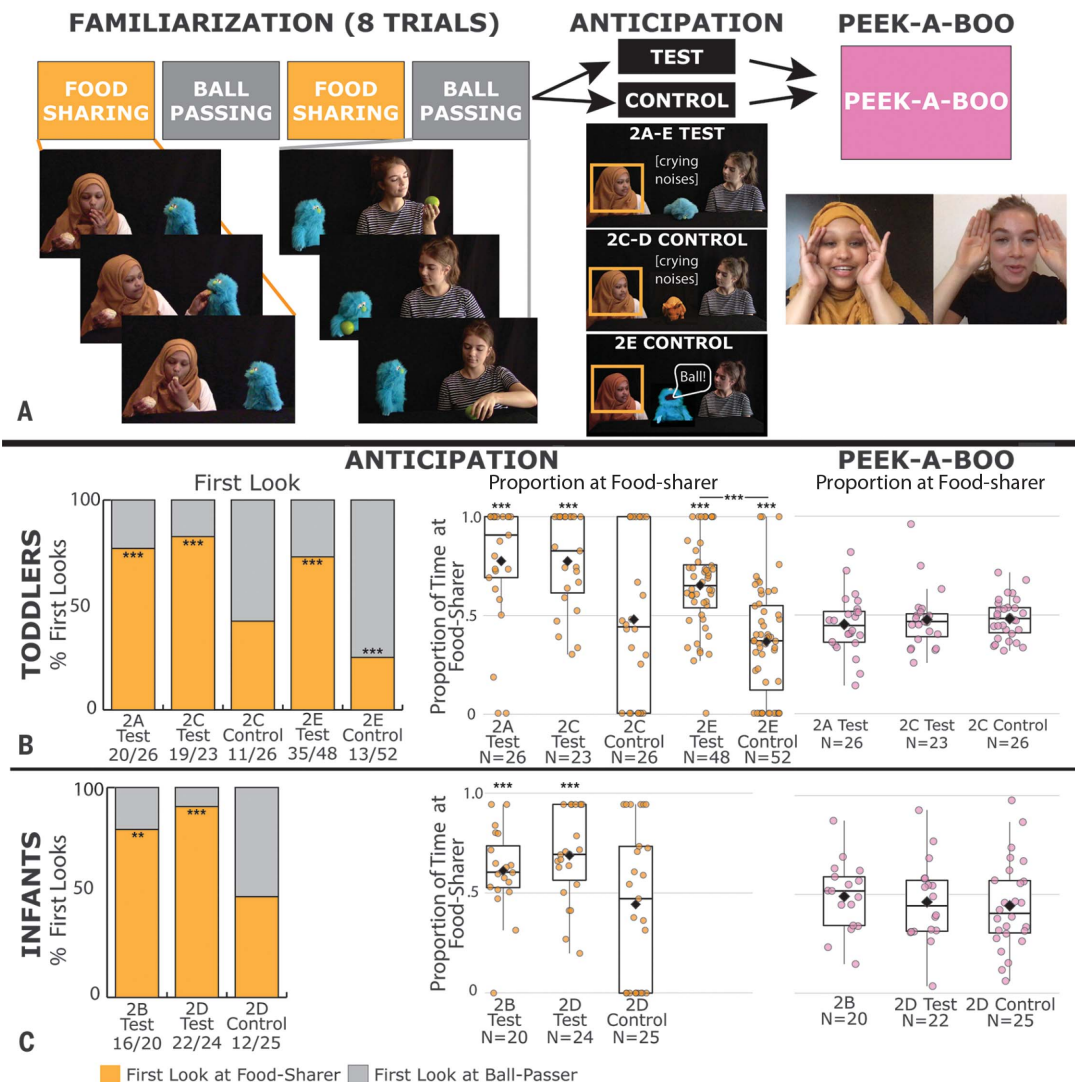 FAMILIARIZATION (8 TRIALS)
ANTICIPATION
PEEK-A-BOO
FOOD
SHARING
BALL
PASSING
FOOD
SHARING
BALL
PASSING
TEST
CONTROL
PEEK-A-BOO
2A-E TEST
[crying
noises]
2C-D CONTROL
[crying
noises]
2E CONTROL
Ball!
A
ANTICIPATION
PEEK-A-BOO
First Look
Proportion at Food-sharer
Proportion at Food-sharer
TODDLERS
% First Looks
100
50
0
*** *** *** ***
2A Test 20/26
2C Test 19/23
2C Control 11/26
2E Test 35/48
2E Control 13/52
Proportion of Time at
Food-Sharer
1.0
0.5
0
*** *** *** *** ***
2A Test N=26
2C Test N=23
2C Control N=26
2E Test N=48
2E Control N=52
2A Test N=26
2C Test N=23
2C Control N=26
B
INFANTS
% First Looks
100
50
0
** ***
2B Test 16/20
2D Test 22/24
2D Control 12/25
Proportion of Time at
Food-Sharer
1.0
0.5
0
*** ***
2B Test N=20
2D Test N=24
2D Control N=25
2B N=20
2D Test N=22
2D Control N=25
C
First Look at Food-Sharer
First Look at Ball-Passer